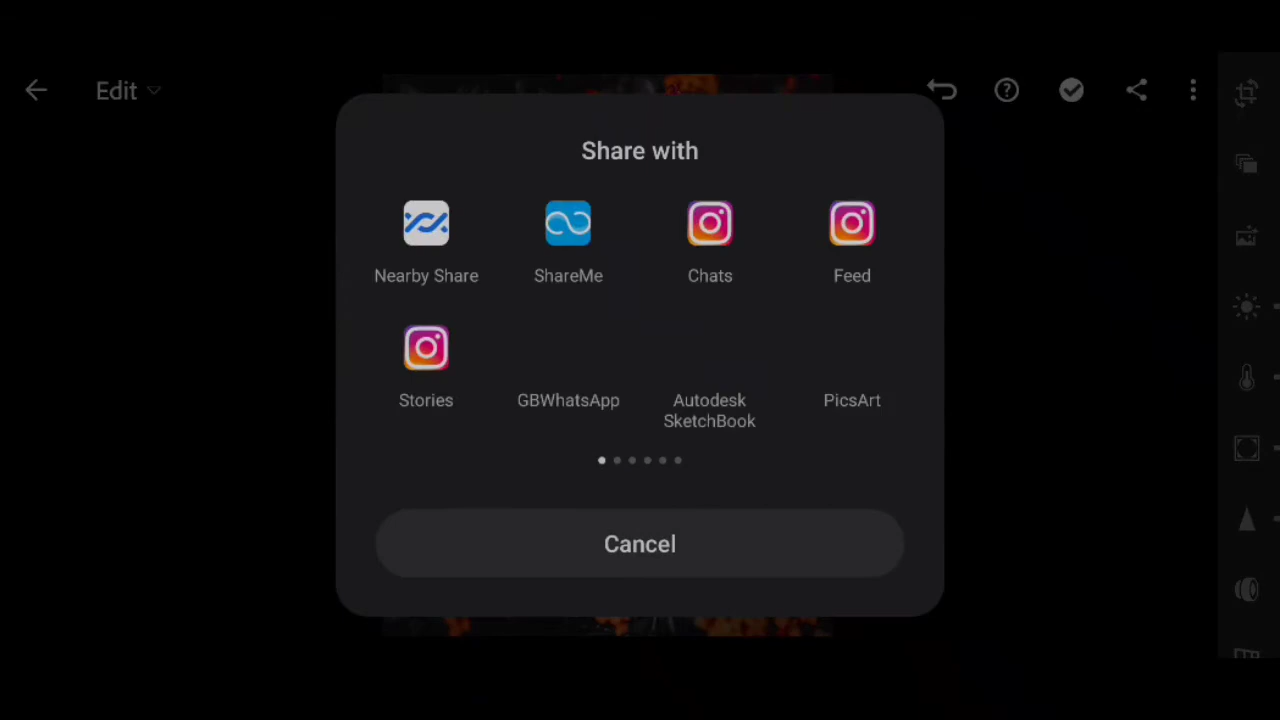 Edit
Share with
Nearby Share
ShareMe
Chats
Feed
Stories
GBWhatsApp
Autodesk
SketchBook
PicsArt
Cancel